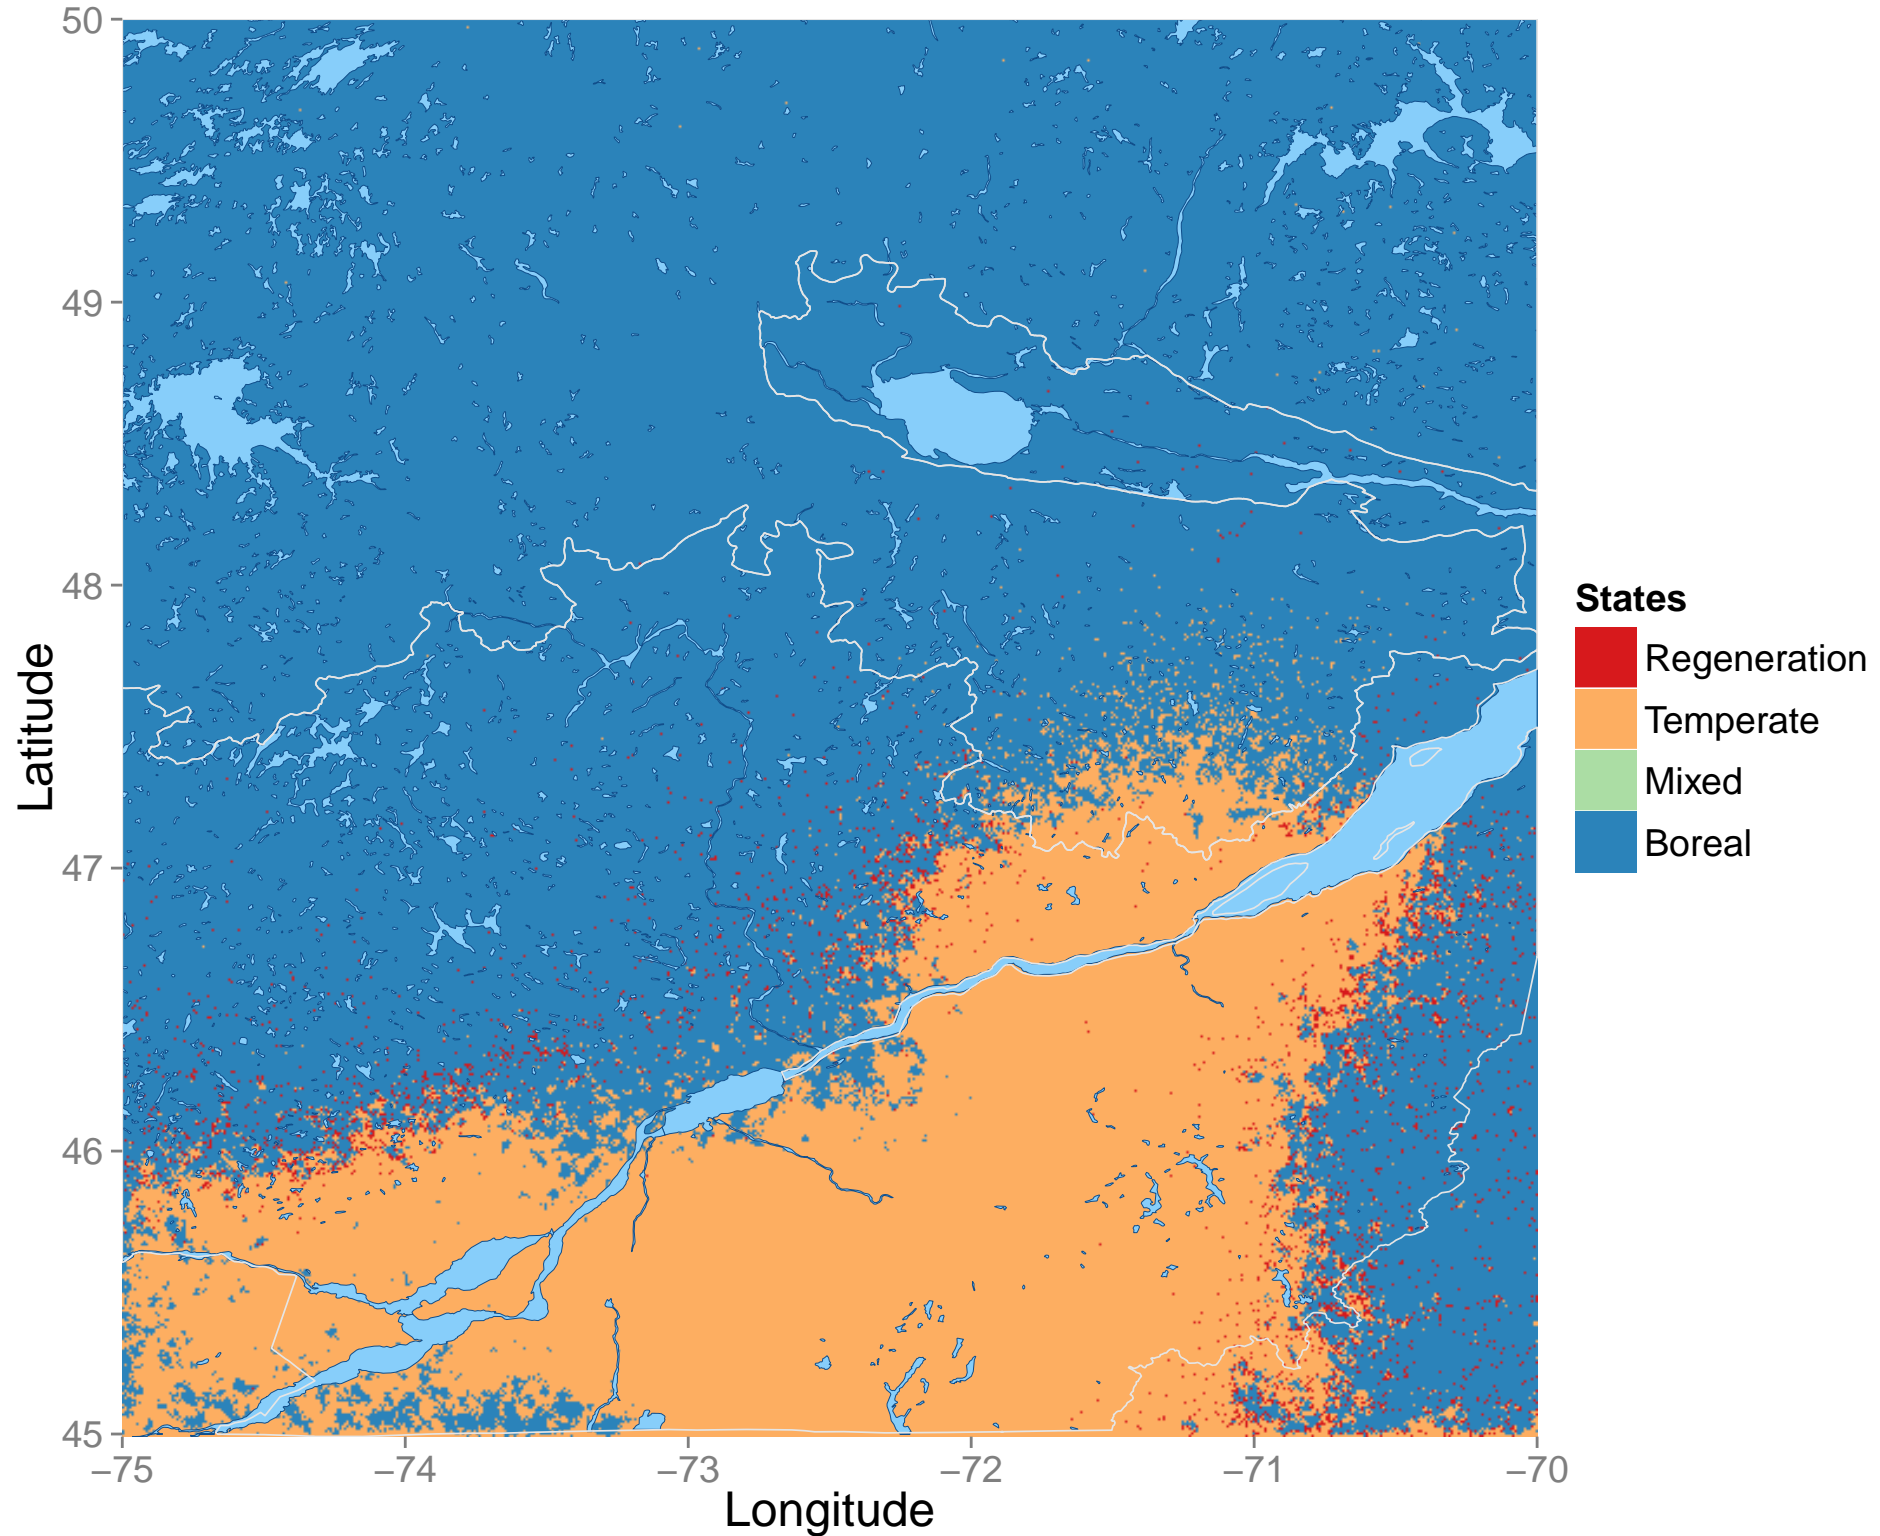 50
49
48
47
46
45
Latitude
−75
−74
−73
−72
−71
−70
Longitude
States
Regeneration
Temperate
Mixed
Boreal